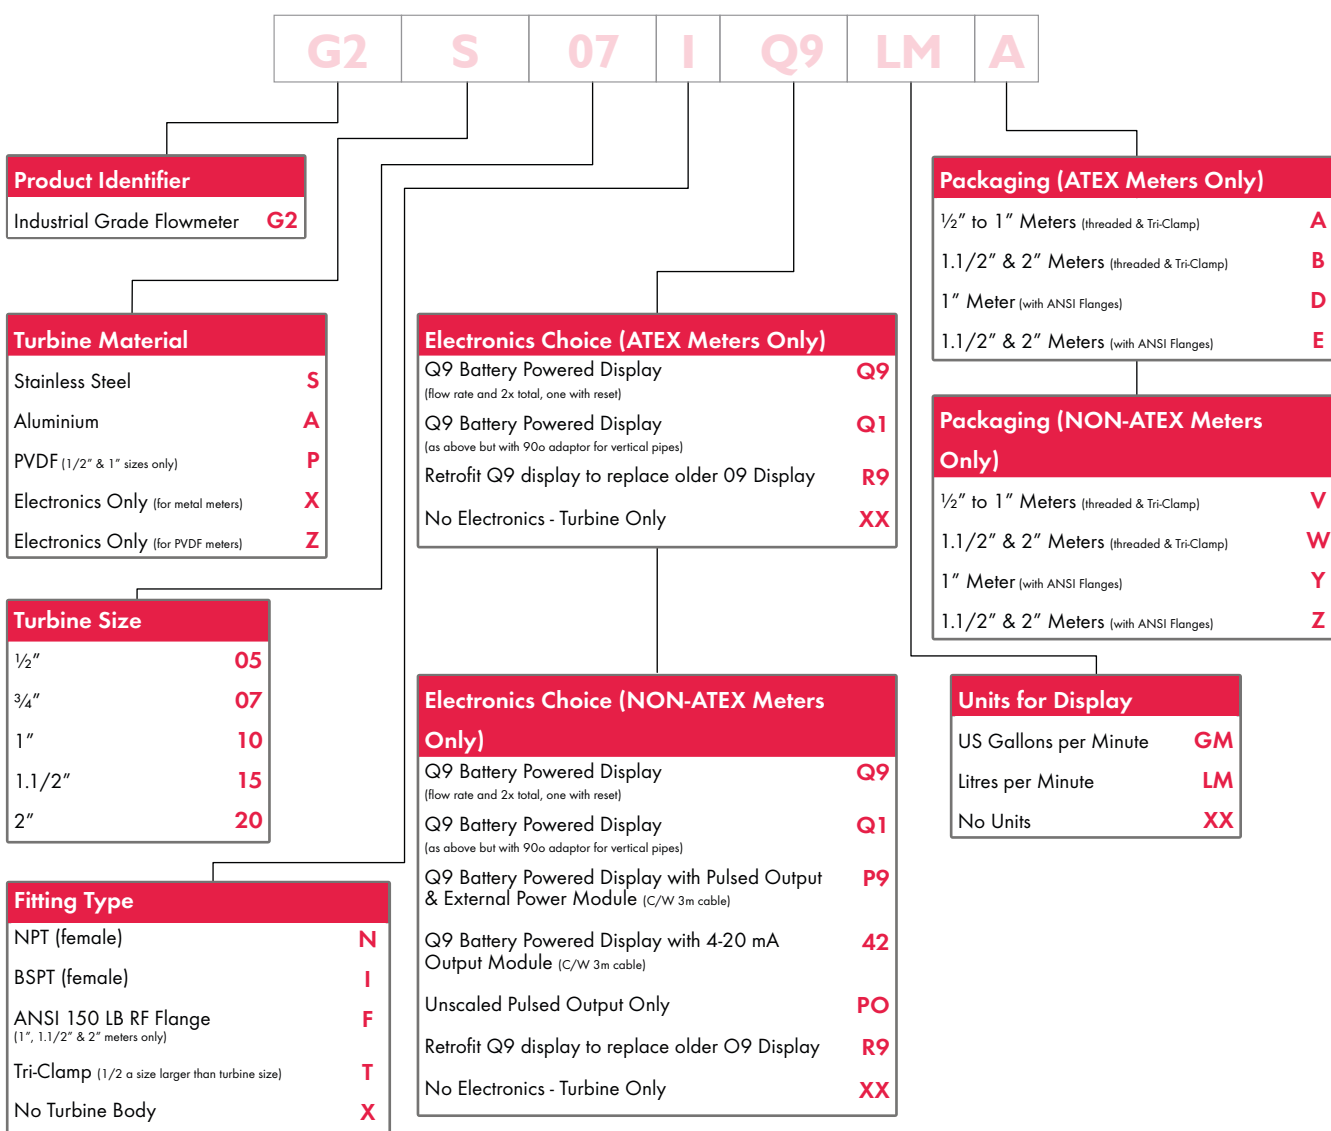 G2 S 07 I Q9 LM A
Product Identifier
Industrial Grade Flowmeter G2
Turbine Material
Stainless Steel S
Aluminium A
PVDF (1/2" & 1" sizes only) P
Electronics Only (for metal meters) X
Electronics Only (for PVDF meters) Z
Turbine Size
½" 05
¾" 07
1" 10
1.1/2" 15
2" 20
Fitting Type
NPT (female) N
BSPT (female) I
ANSI 150 LB RF Flange F
(1", 1.1/2" & 2" meters only)
Tri-Clamp (1/2 a size larger than turbine size) T
No Turbine Body X
Electronics Choice (ATEX Meters Only)
Q9 Battery Powered Display Q9
(flow rate and 2x total, one with reset)
Q9 Battery Powered Display Q1
(as above but with 90o adaptor for vertical pipes)
Retrofit Q9 display to replace older 09 Display R9
No Electronics - Turbine Only XX
Electronics Choice (NON-ATEX Meters
Only)
Q9 Battery Powered Display Q9
(flow rate and 2x total, one with reset)
Q9 Battery Powered Display Q1
(as above but with 90o adaptor for vertical pipes)
Q9 Battery Powered Display with Pulsed Output P9
& External Power Module (C/W 3m cable)
Q9 Battery Powered Display with 4-20 mA 42
Output Module (C/W 3m cable)
Unscaled Pulsed Output Only PO
Retrofit Q9 display to replace older O9 Display R9
No Electronics - Turbine Only XX
Packaging (ATEX Meters Only)
½" to 1" Meters (threaded & Tri-Clamp) A
1.1/2" & 2" Meters (threaded & Tri-Clamp) B
1" Meter (with ANSI Flanges) D
1.1/2" & 2" Meters (with ANSI Flanges) E
Packaging (NON-ATEX Meters
Only)
½" to 1" Meters (threaded & Tri-Clamp) V
1.1/2" & 2" Meters (threaded & Tri-Clamp) W
1" Meter (with ANSI Flanges) Y
1.1/2" & 2" Meters (with ANSI Flanges) Z
Units for Display
US Gallons per Minute GM
Litres per Minute LM
No Units XX